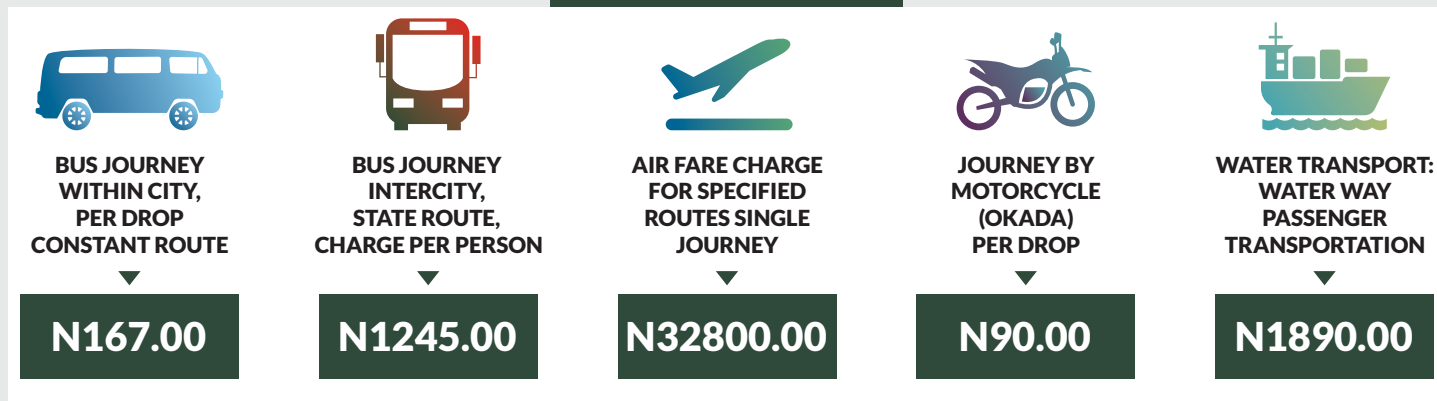 BUS JOURNEY
WITHIN CITY,
PER DROP
CONSTANT ROUTE
N167.00
BUS JOURNEY
INTERCITY,
STATE ROUTE,
CHARGE PER PERSON
N1245.00
AIR FARE CHARGE
FOR SPECIFIED
ROUTES SINGLE
JOURNEY
N32800.00
JOURNEY BY
MOTORCYCLE
(OKADA)
PER DROP
N90.00
WATER TRANSPORT:
WATER WAY
PASSENGER
TRANSPORTATION
N1890.00